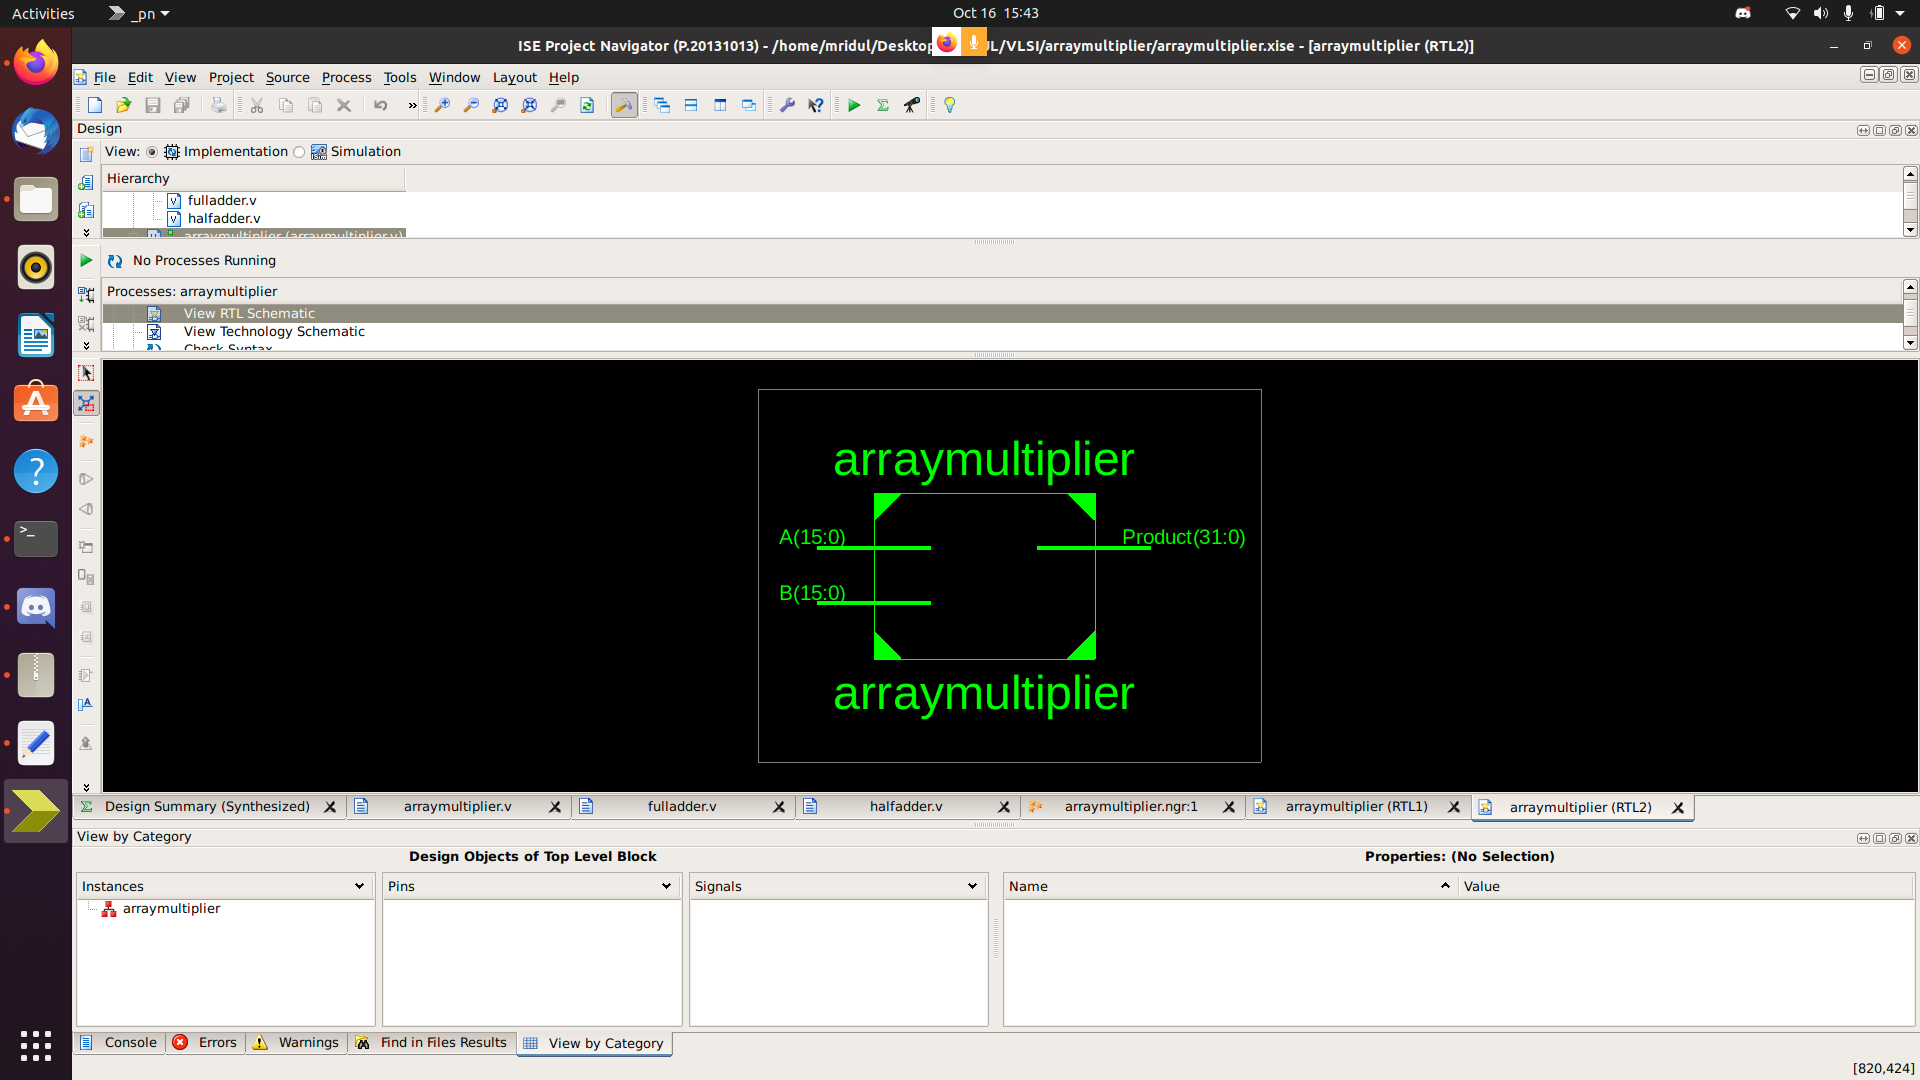 Activities
_pn
Oct 16 15:43
ISE Project Navigator (P.20131013) - /home/mridul/Desktop
UL/VLSI/arraymultiplier/arraymultiplier.xise - [arraymultiplier (RTL2)]
File Edit View Project Source Process Tools Window Layout Help
Design
View: Implementation Simulation
Hierarchy
fulladder.v
halfadder.v
arraymultiplier (arraymultiplier.v)
No Processes Running
Processes: arraymultiplier
View RTL Schematic
View Technology Schematic
Check Syntax
arraymultiplier
A(15:0)
Product(31:0)
B(15:0)
arraymultiplier
Design Summary (Synthesized) arraymultiplier.v fulladder.v halfadder.v arraymultiplier.ngr:1 arraymultiplier (RTL1) arraymultiplier (RTL2)
View by Category
Design Objects of Top Level Block
Properties: (No Selection)
Instances Pins Signals Name Value
arraymultiplier
Console Errors Warnings Find in Files Results View by Category
[820,424]